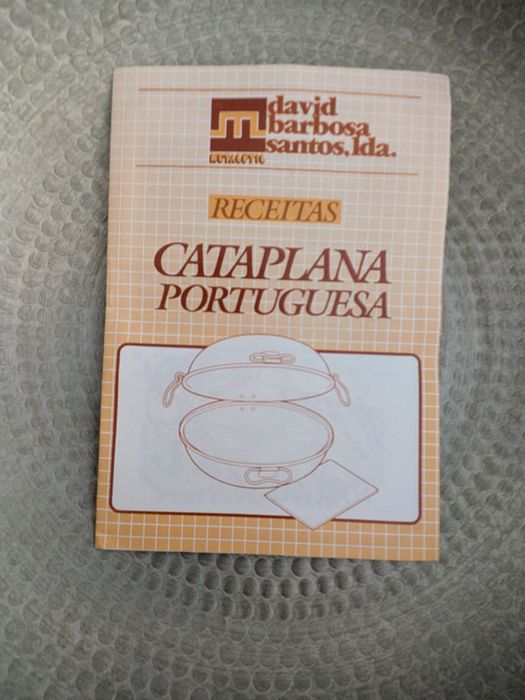 david
barbosa
santos, lda.
RECEITAS
CATAPLANA
PORTUGUESA